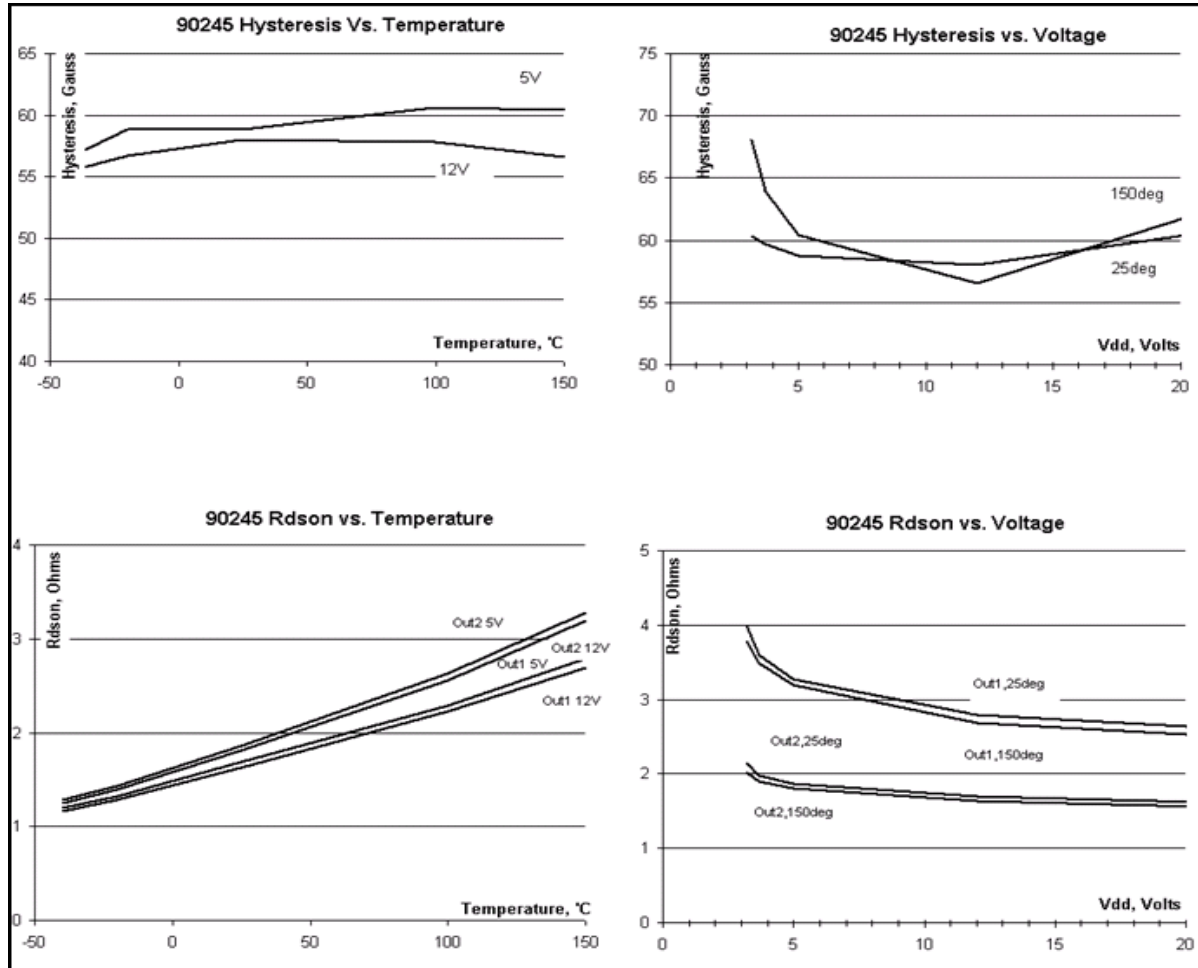 90245 Hysteresis Vs. Temperature
65
60
55
50
45
40
Hysteresis, Gauss
5V
12V
Temperature, °C
-50
0
50
100
150
90245 Hysteresis vs. Voltage
75
70
65
60
55
50
Hysteresis, Gauss
150deg
25deg
Vdd, Volts
0
5
10
15
20
90245 Rdson vs. Temperature
4
3
2
1
0
Rdson, Ohms
Out2 5V
Out2 12V
Out1 5V
Out1 12V
Temperature, °C
-50
0
50
100
150
90245 Rdson vs. Voltage
5
4
3
2
1
0
Rdson, Ohms
Out1,25deg
Out2,25deg
Out1,150deg
Out2,150deg
Vdd, Volts
0
5
10
15
20